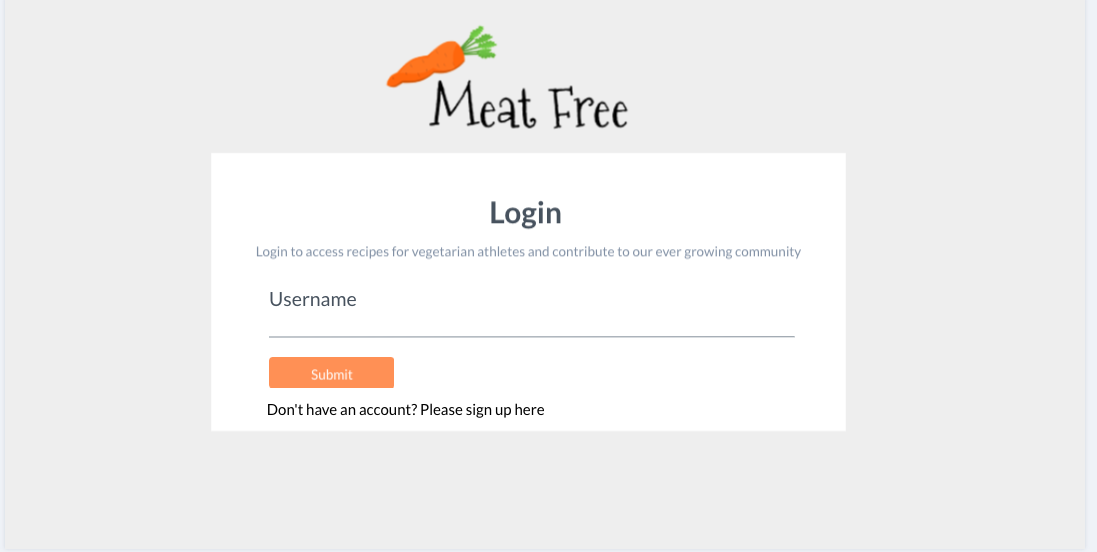 Meat Free
Login
Login to access recipes for vegetarian athletes and contribute to our ever growing community
Username
Submit
Don't have an account? Please sign up here